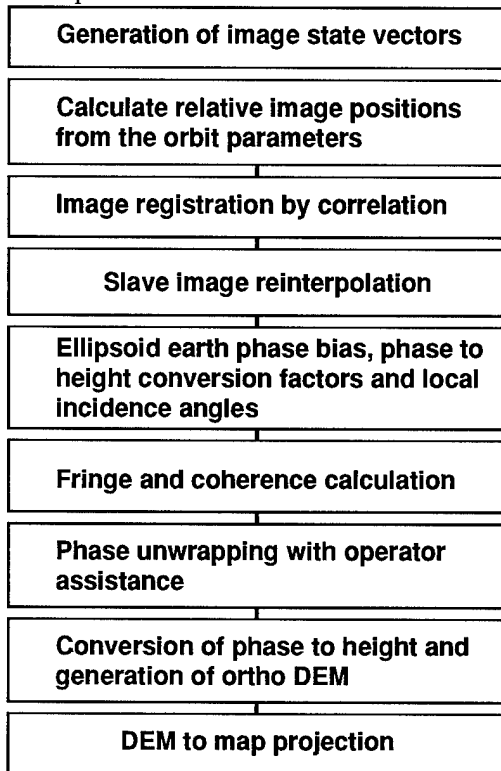 Generation of image state vectors
Calculate relative image positions
from the orbit parameters
Image registration by correlation
Slave image reinterpolation
Ellipsoid earth phase bias, phase to
height conversion factors and local
incidence angles
Fringe and coherence calculation
Phase unwrapping with operator
assistance
Conversion of phase to height and
generation of ortho DEM
DEM to map projection